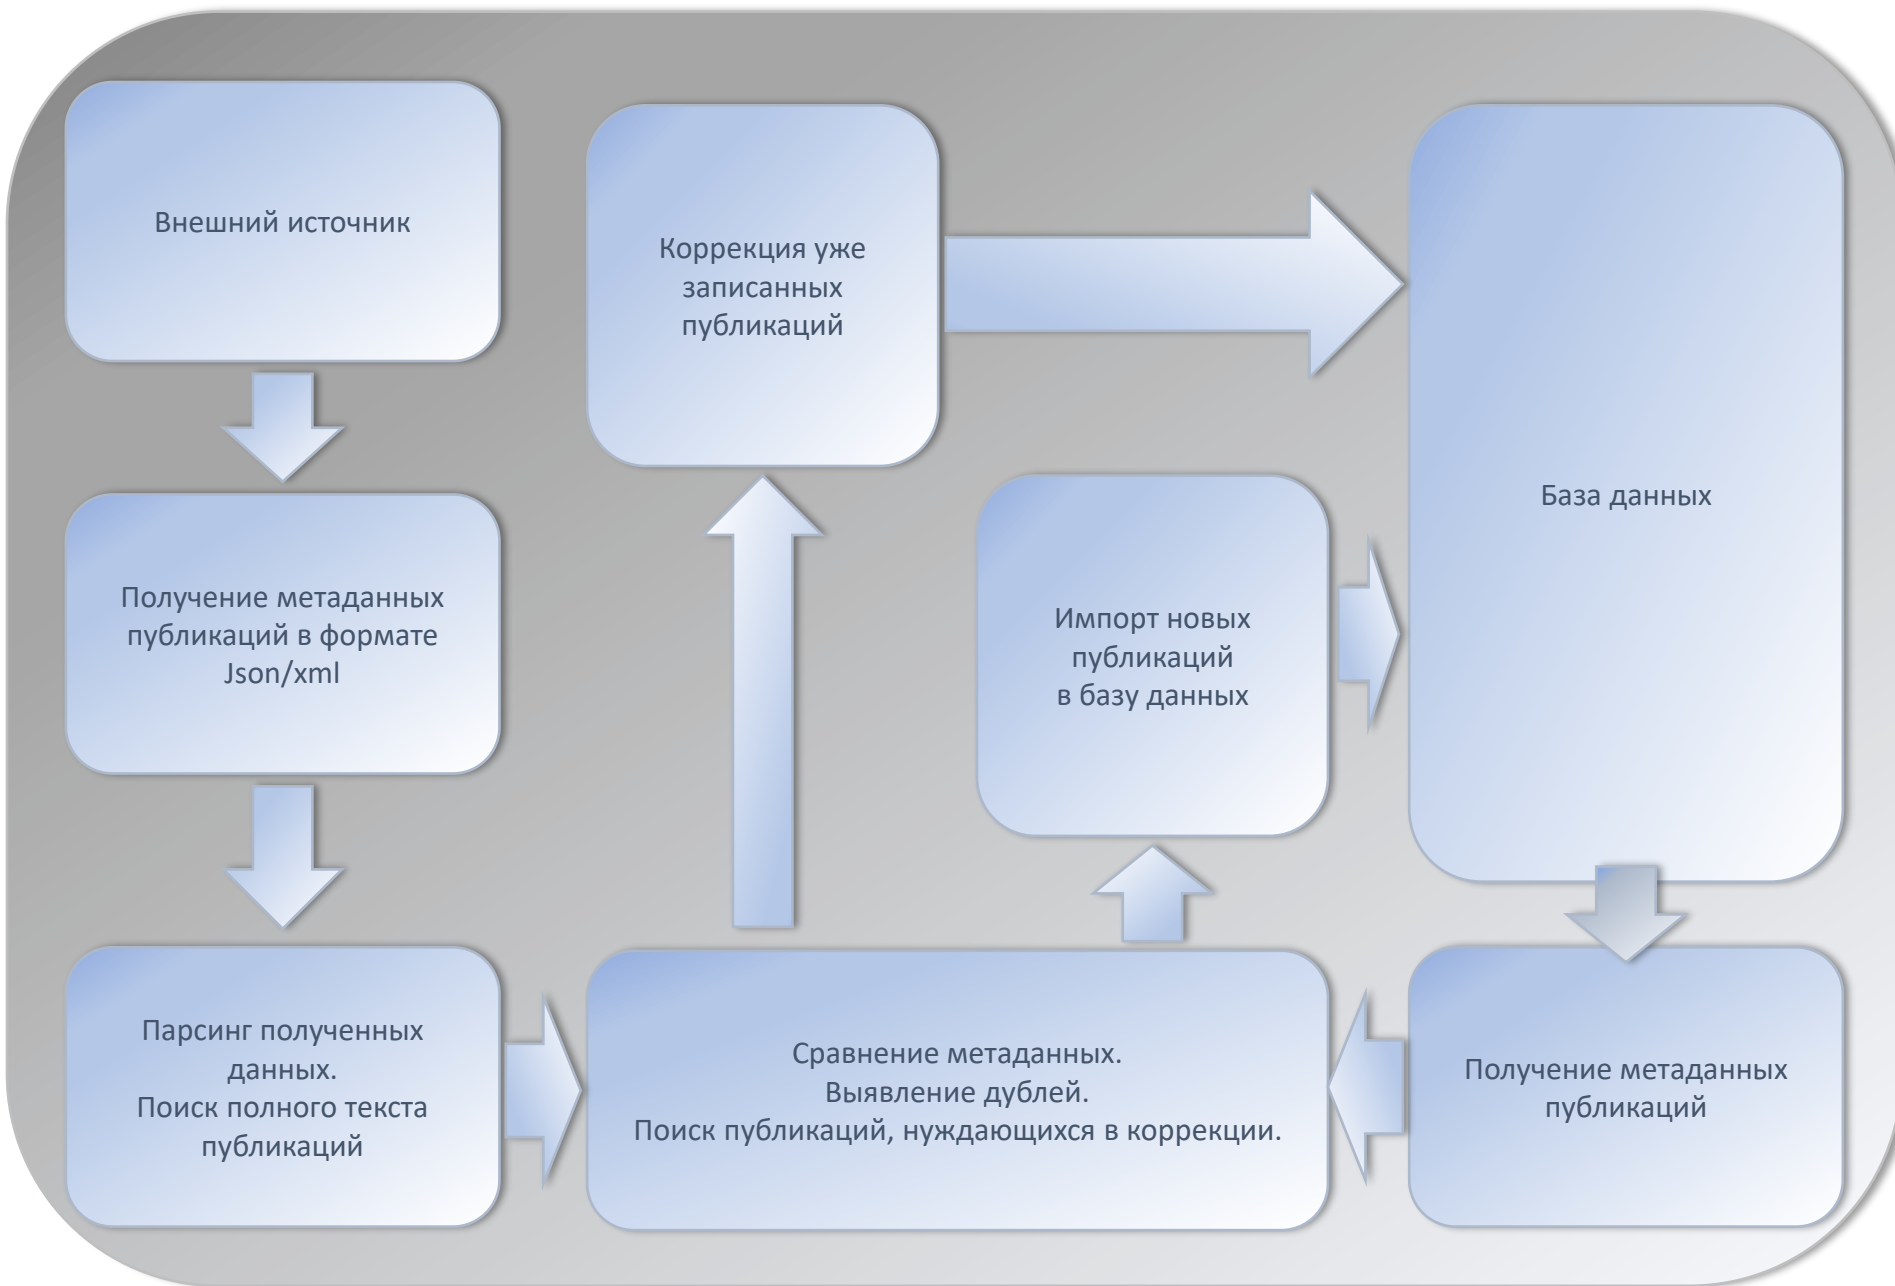 Внешний источник
Коррекция уже
записанных
публикаций
База данных
Получение метаданных
публикаций в формате
Json/xml
Импорт новых
публикаций
в базу данных
Парсинг полученных
данных.
Поиск полного текста
публикаций
Сравнение метаданных.
Выявление дублей.
Поиск публикаций, нуждающихся в коррекции.
Получение метаданных
публикаций